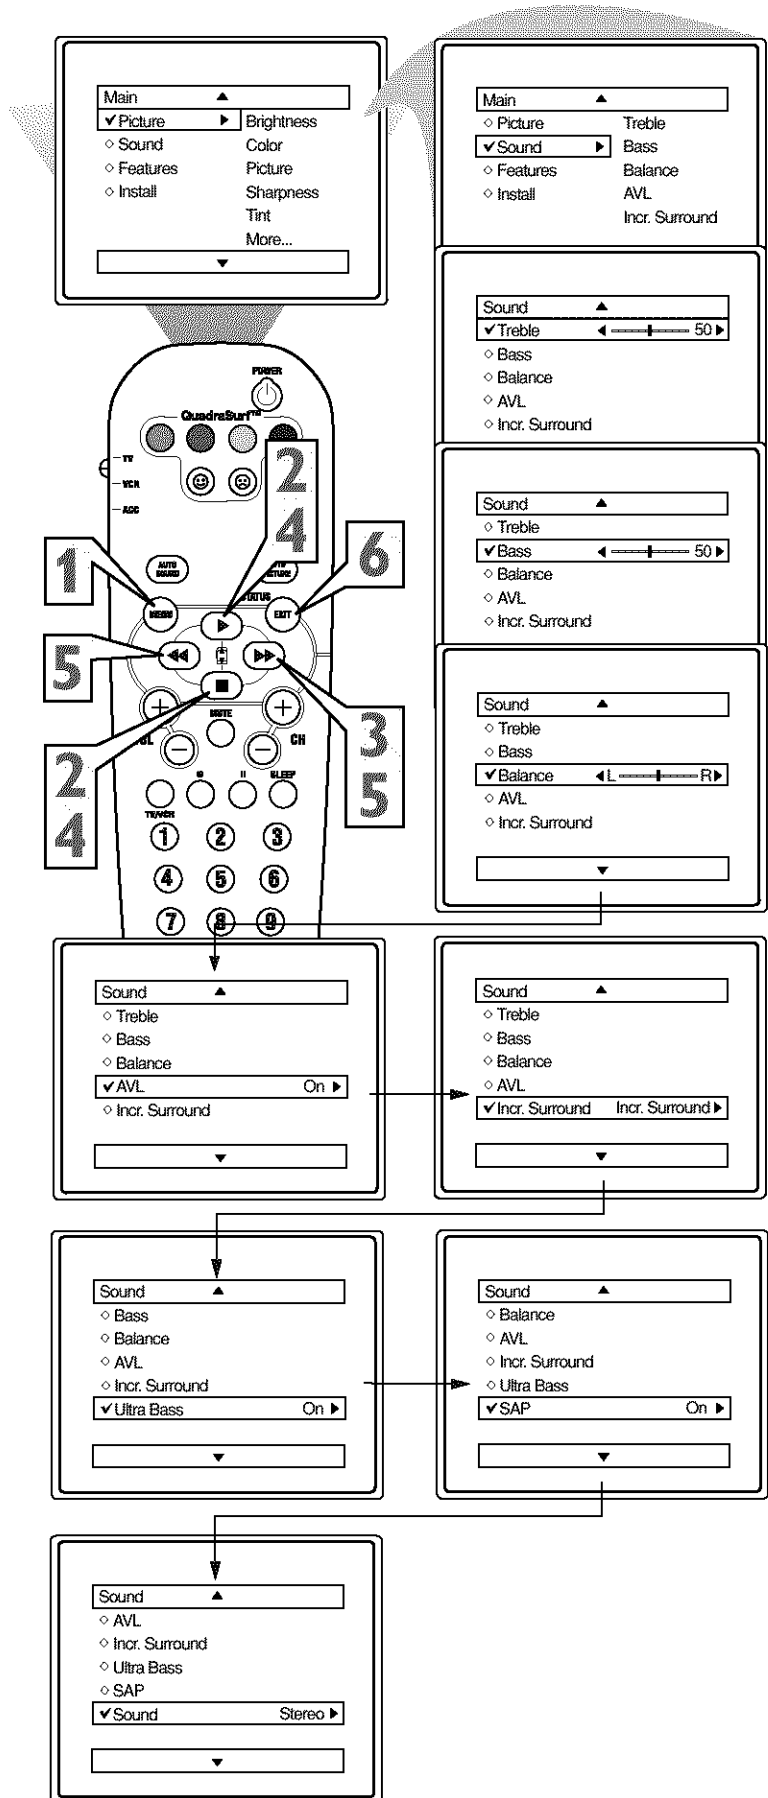 Main ▲
✔Picture ▶ Brightness
◇ Sound Color
◇ Features Picture
◇ Install Sharpness
Tint
More...
▼
Main ▲
◇ Picture Treble
✔Sound ▶ Bass
◇ Features Balance
◇ Install AVL
Incr. Surround
Sound ▲
✔Treble ◀ 50 ▶
◇ Bass
◇ Balance
◇ AVL
◇ Incr. Surround
Sound ▲
◇ Treble
✔Bass ◀ 50 ▶
◇ Balance
◇ AVL
◇ Incr. Surround
Sound ▲
◇ Treble
◇ Bass
✔Balance ◀ L R ▶
◇ AVL
◇ Incr. Surround
▼
POWER
QuadraSurf™
TV
VCR
ACC
2
4
1
6
AUTO
SOUND
MENU
EXIT
5
MUTE
CH
2
4
3
5
SLEEP
TV/VCR
1 2 3
4 5 6
7 8 9
Sound ▲
◇ Treble
◇ Bass
◇ Balance
✔AVL On ▶
◇ Incr. Surround
▼
Sound ▲
◇ Treble
◇ Bass
◇ Balance
◇ AVL
✔Incr. Surround Incr. Surround ▶
▼
Sound ▲
◇ Bass
◇ Balance
◇ AVL
◇ Incr. Surround
✔Ultra Bass On ▶
▼
Sound ▲
◇ Balance
◇ AVL
◇ Incr. Surround
◇ Ultra Bass
✔SAP On ▶
▼
Sound ▲
◇ AVL
◇ Incr. Surround
◇ Ultra Bass
◇ SAP
✔Sound Stereo ▶
▼